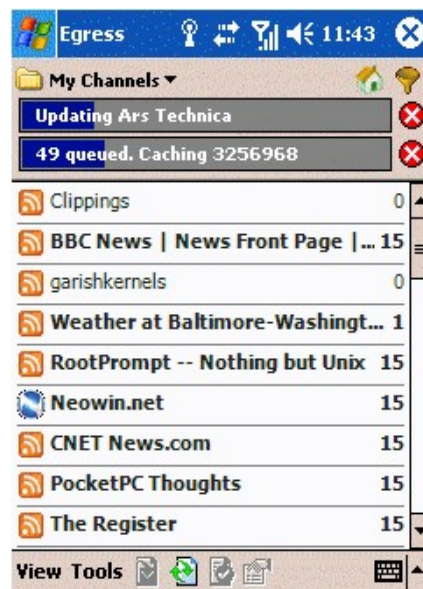 Egress 11:43
My Channels
Updating Ars Technica
49 queued. Caching 3256968
Clippings 0
BBC News | News Front Page |... 15
garishkernels 0
Weather at Baltimore-Washingt... 1
RootPrompt -- Nothing but Unix 15
Neowin.net 15
CNET News.com 15
PocketPC Thoughts 15
The Register 15
View Tools